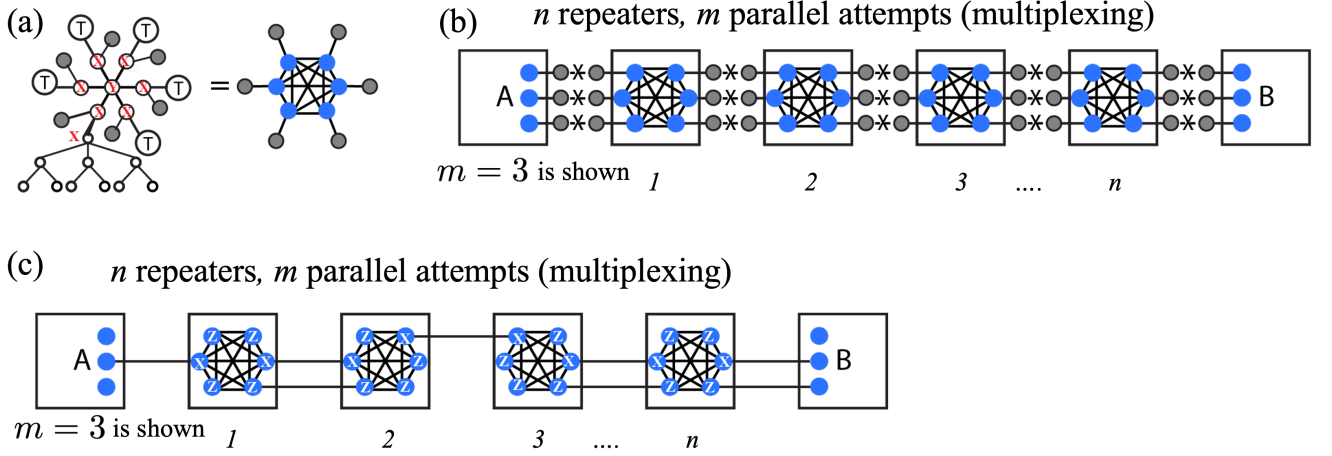 (a)
T
T
X
X
T
X
Y
X
T
=
X
X
X
T
(b)
n repeaters, m parallel attempts (multiplexing)
A
B
m = 3 is shown
1
2
3
....
n
(c)
n repeaters, m parallel attempts (multiplexing)
A
Z Z Z X X Z Z Z
X X X Z Z X X X
Z Z Z Z Z Z Z Z
B
m = 3 is shown
1
2
3
....
n